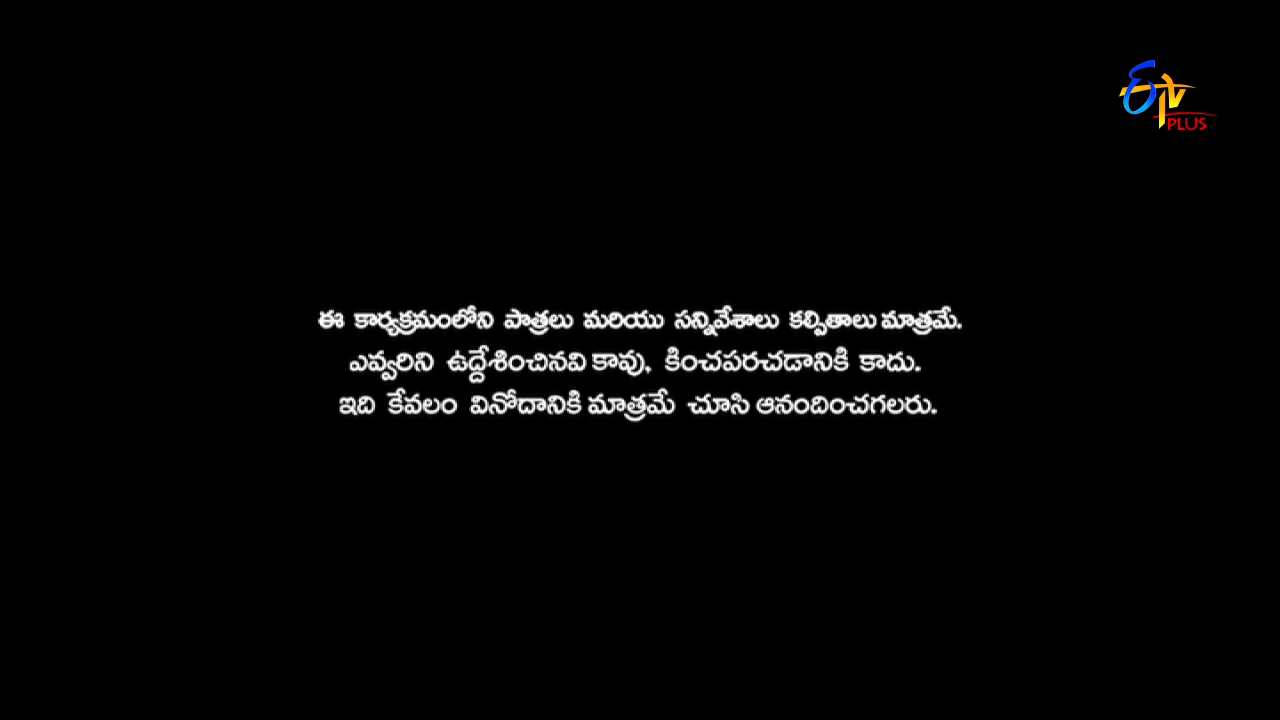 ETV
PLUS
ఈ కార్యక్రమంలోని పాత్రలు మరియు సన్నివేశాలు కల్పితాలు మాత్రమే.
ఎవ్వరిని ఉద్దేశించినవి కావు, కించపరచడానికి కాదు.
ఇది కేవలం వినోదానికి మాత్రమే చూసి ఆనందించగలరు.